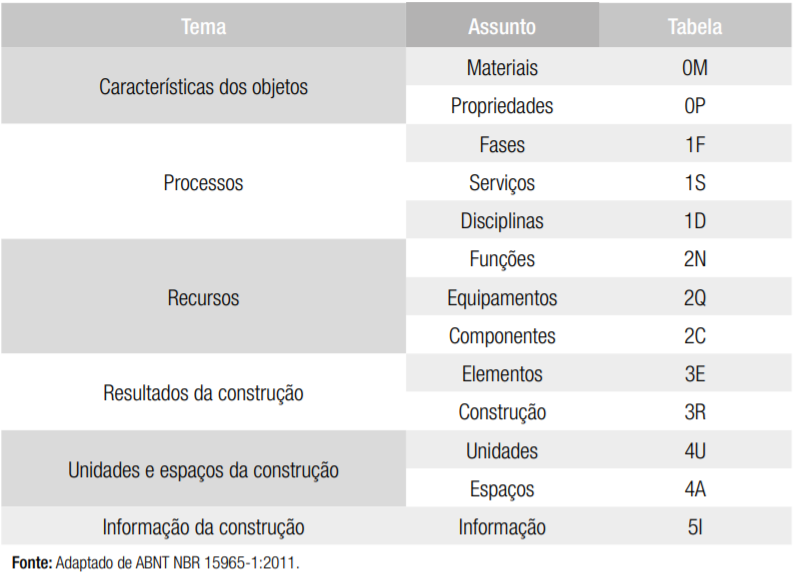 Tema Assunto Tabela
Características dos objetos
Materiais 0M
Propriedades 0P
Processos
Fases 1F
Serviços 1S
Disciplinas 1D
Recursos
Funções 2N
Equipamentos 2Q
Componentes 2C
Resultados da construção
Elementos 3E
Construção 3R
Unidades e espaços da construção
Unidades 4U
Espaços 4A
Informação da construção Informação 5I
Fonte: Adaptado de ABNT NBR 15965-1:2011.